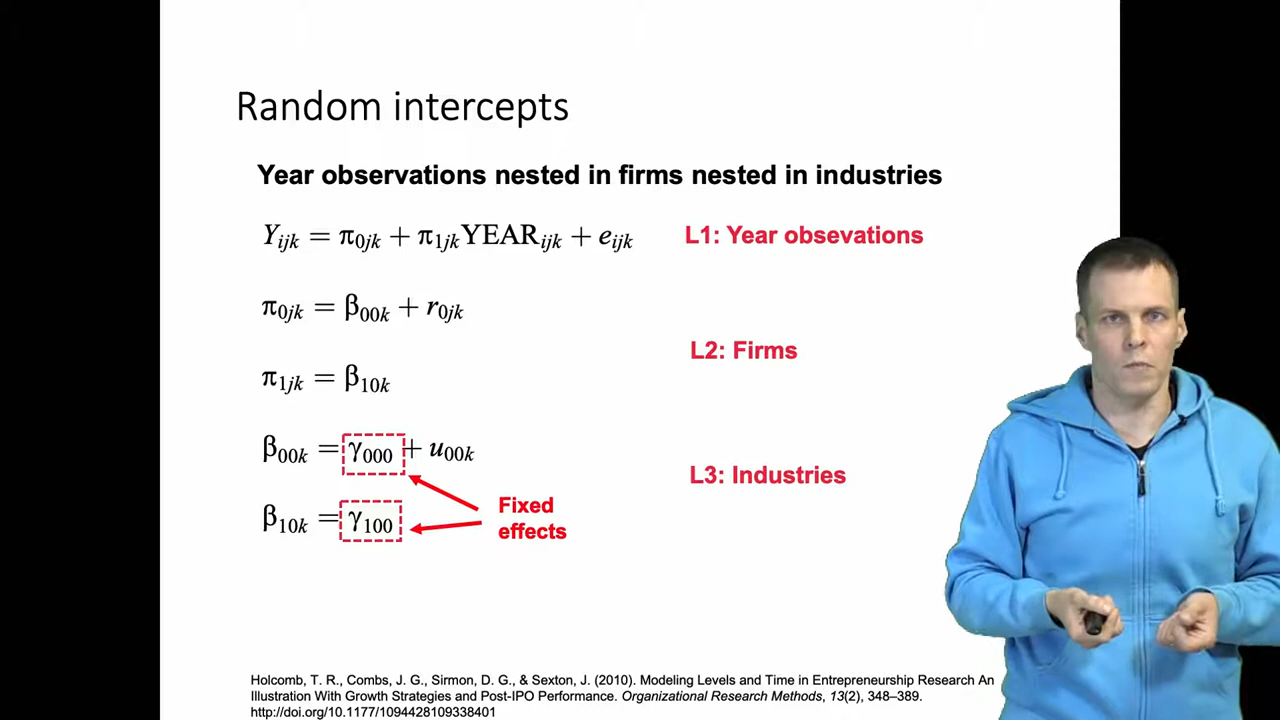 Random intercepts
Year observations nested in firms nested in industries
Y_ijk = π_0jk + π_1jk YEAR_ijk + e_ijk
L1: Year obsevations
π_0jk = β_00k + r_0jk
L2: Firms
π_1jk = β_10k
β_00k = γ_000 + u_00k
L3: Industries
β_10k = γ_100
Fixed
effects
Holcomb, T. R., Combs, J. G., Sirmon, D. G., & Sexton, J. (2010). Modeling Levels and Time in Entrepreneurship Research An
Illustration With Growth Strategies and Post-IPO Performance. Organizational Research Methods, 13(2), 348–389.
http://doi.org/10.1177/1094428109338401